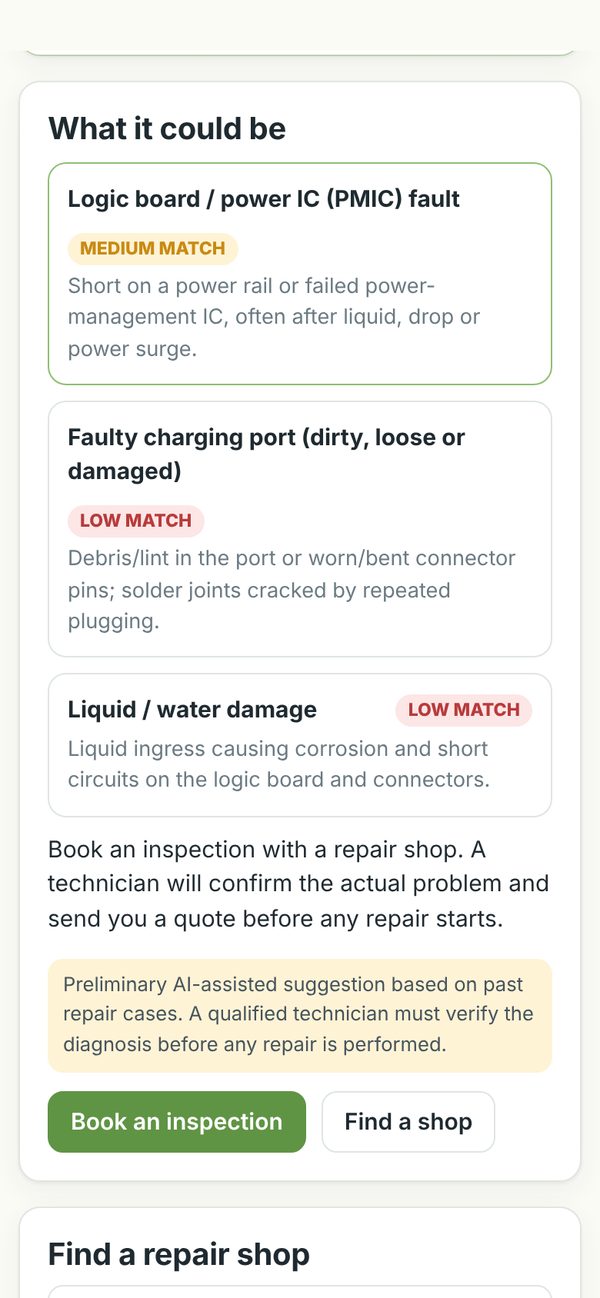 What it could be
Logic board / power IC (PMIC) fault
MEDIUM MATCH
Short on a power rail or failed power-
management IC, often after liquid, drop or
power surge.
Faulty charging port (dirty, loose or
damaged)
LOW MATCH
Debris/lint in the port or worn/bent connector
pins; solder joints cracked by repeated
plugging.
Liquid / water damage
LOW MATCH
Liquid ingress causing corrosion and short
circuits on the logic board and connectors.
Book an inspection with a repair shop. A
technician will confirm the actual problem and
send you a quote before any repair starts.
Preliminary AI-assisted suggestion based on past
repair cases. A qualified technician must verify the
diagnosis before any repair is performed.
Book an inspection
Find a shop
Find a repair shop